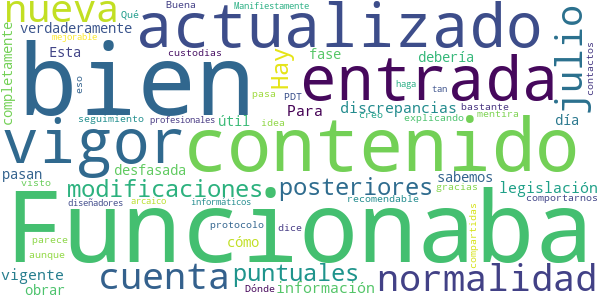 nueva Qué Buena Manifiestamente
verdaderamente mejorable actualizado julio
completamente Esta custodias Hay fase debería contactos
bien eso pasa entrada haga tan
PDT Para discrepancias bastante
vigor seguimiento profesionales útil idea creo explicando mentira día
contenido
pasan desfasada sabemos
visto modificaciones posteriores gracias legislación
diseñadores arcaico informaticos recomendable comportarnos
Funcionaba
protocolo dice compartidas
parece cómo
aunque
vigente cuenta puntuales normalidad
obrar Dónde información